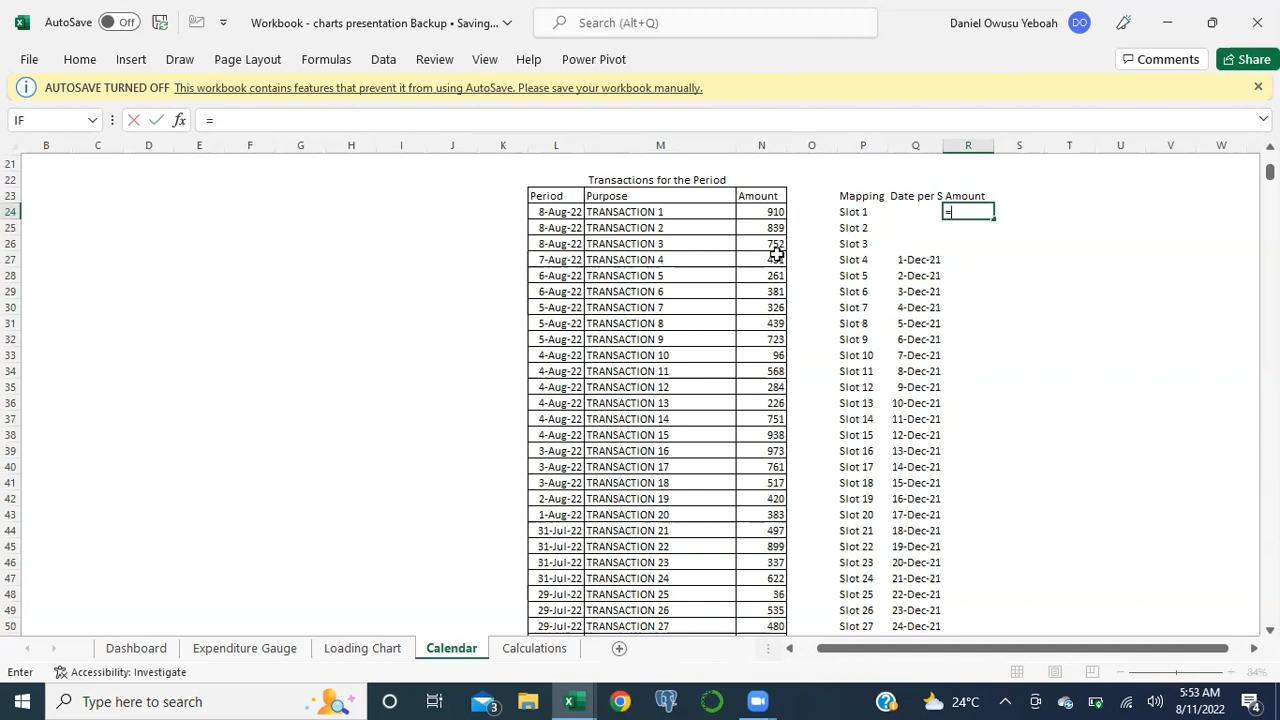 AutoSave Off Workbook - charts presentation Backup • Saving... Search (Alt+Q) Daniel Owusu Yeboah DO
File Home Insert Draw Page Layout Formulas Data Review View Help Power Pivot Comments Share
AUTOSAVE TURNED OFF This workbook contains features that prevent it from using AutoSave. Please save your workbook manually.
IF fx =
B C D E F G H I J K L M N O P Q R S T U V W
21
22 Transactions for the Period
23 Period Purpose Amount Mapping Date per S Amount
24 8-Aug-22 TRANSACTION 1 910 Slot 1 =
25 8-Aug-22 TRANSACTION 2 839 Slot 2
26 8-Aug-22 TRANSACTION 3 752 Slot 3
27 7-Aug-22 TRANSACTION 4 Slot 4 1-Dec-21
28 6-Aug-22 TRANSACTION 5 261 Slot 5 2-Dec-21
29 6-Aug-22 TRANSACTION 6 381 Slot 6 3-Dec-21
30 5-Aug-22 TRANSACTION 7 326 Slot 7 4-Dec-21
31 5-Aug-22 TRANSACTION 8 439 Slot 8 5-Dec-21
32 5-Aug-22 TRANSACTION 9 723 Slot 9 6-Dec-21
33 4-Aug-22 TRANSACTION 10 96 Slot 10 7-Dec-21
34 4-Aug-22 TRANSACTION 11 568 Slot 11 8-Dec-21
35 4-Aug-22 TRANSACTION 12 284 Slot 12 9-Dec-21
36 4-Aug-22 TRANSACTION 13 226 Slot 13 10-Dec-21
37 4-Aug-22 TRANSACTION 14 751 Slot 14 11-Dec-21
38 4-Aug-22 TRANSACTION 15 938 Slot 15 12-Dec-21
39 3-Aug-22 TRANSACTION 16 973 Slot 16 13-Dec-21
40 3-Aug-22 TRANSACTION 17 761 Slot 17 14-Dec-21
41 3-Aug-22 TRANSACTION 18 517 Slot 18 15-Dec-21
42 2-Aug-22 TRANSACTION 19 420 Slot 19 16-Dec-21
43 1-Aug-22 TRANSACTION 20 383 Slot 20 17-Dec-21
44 31-Jul-22 TRANSACTION 21 497 Slot 21 18-Dec-21
45 31-Jul-22 TRANSACTION 22 899 Slot 22 19-Dec-21
46 31-Jul-22 TRANSACTION 23 337 Slot 23 20-Dec-21
47 31-Jul-22 TRANSACTION 24 622 Slot 24 21-Dec-21
48 29-Jul-22 TRANSACTION 25 36 Slot 25 22-Dec-21
49 29-Jul-22 TRANSACTION 26 535 Slot 26 23-Dec-21
50 29-Jul-22 TRANSACTION 27 480 Slot 27 24-Dec-21
Dashboard Expenditure Gauge Loading Chart Calendar Calculations
Enter Accessibility: Investigate 84%
Type here to search 3 24°C 5:53 AM
8/11/2022 4